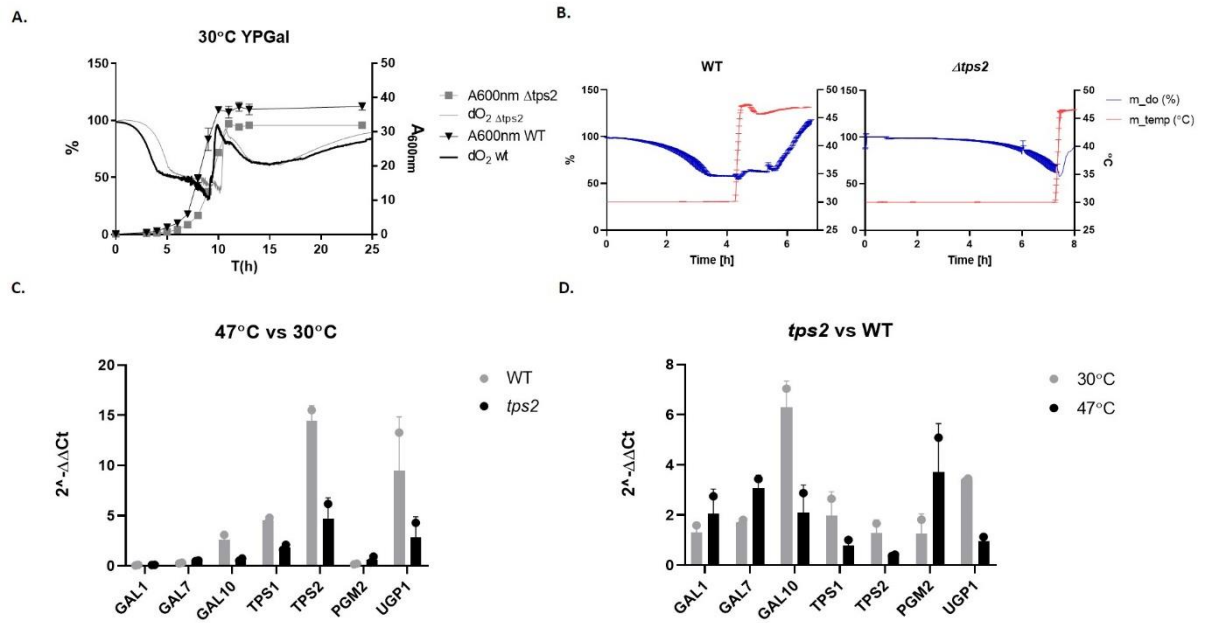 A.
30°C YPGal
150
100
50
0
%
0
5
10
15
20
25
T(h)
50
40
30
20
10
0
A600nm
A600nm Δtps2
dO2 Δtps2
A600nm WT
dO2 wt
B.
WT
150
100
50
0
%
0
2
4
6
Time [h]
50
45
40
35
30
25
Δtps2
150
100
50
0
0
2
4
6
8
Time [h]
50
45
40
35
30
25
°C
m_do (%)
m_temp (°C)
C.
47°C vs 30°C
20
15
10
5
0
2^-ΔΔCt
GAL1
GAL7
GAL10
TPS1
TPS2
PGM2
UGP1
WT
tps2
D.
tps2 vs WT
8
6
4
2
0
2^-ΔΔCt
GAL1
GAL7
GAL10
TPS1
TPS2
PGM2
UGP1
30°C
47°C